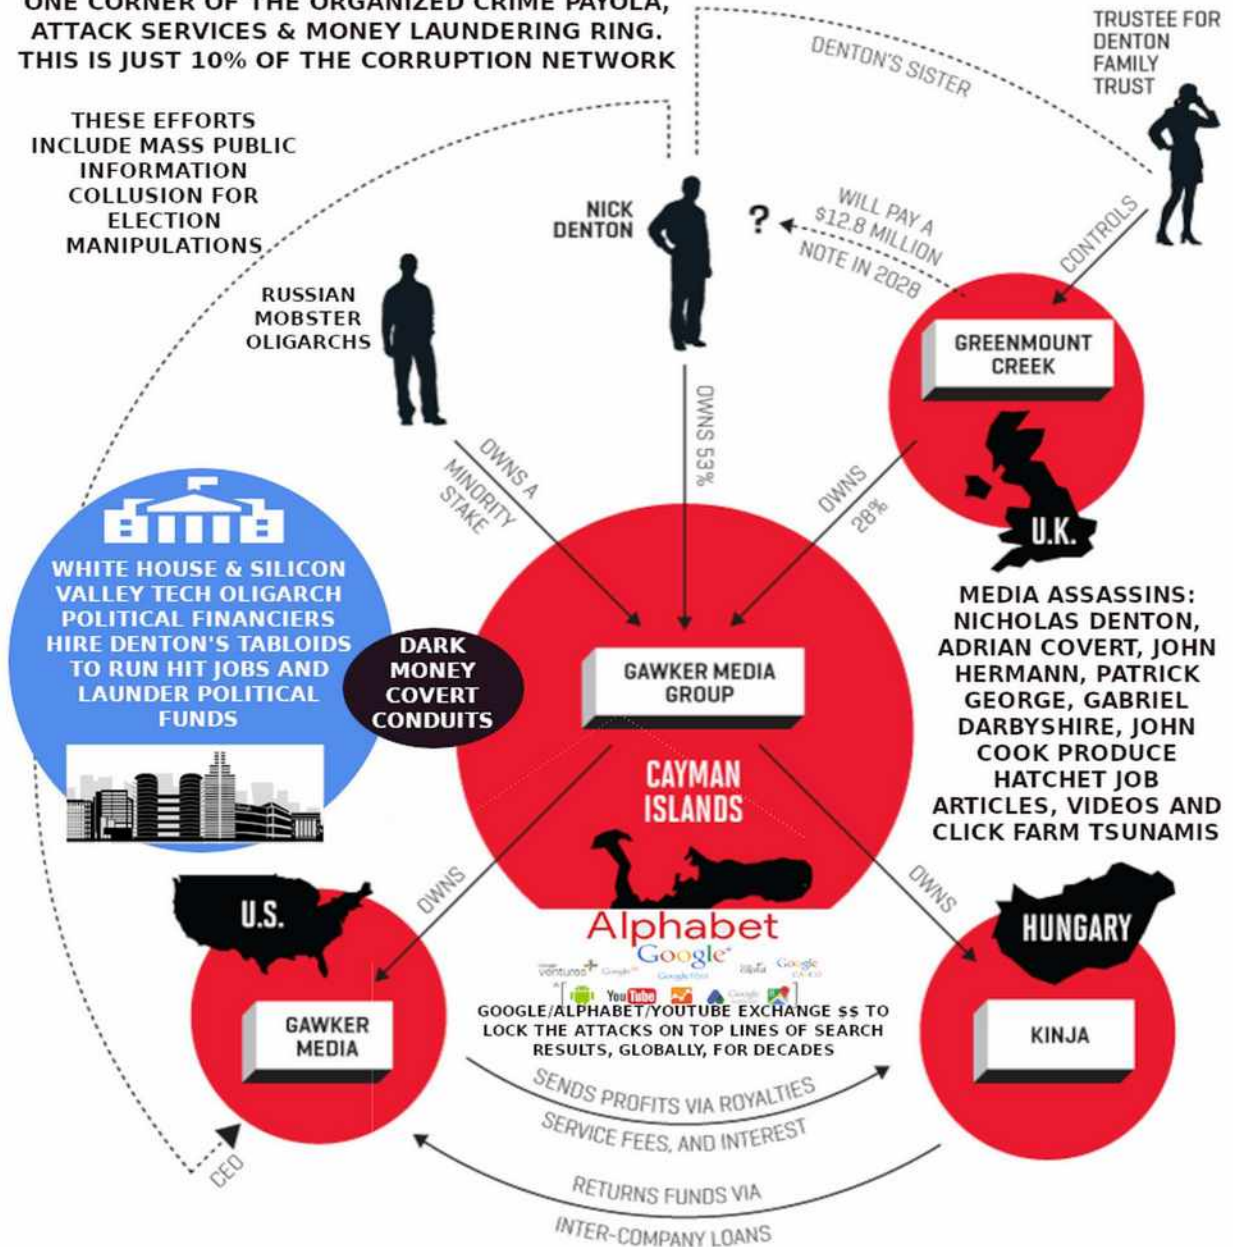 ONE CORNER OF THE ORGANIZED CRIME PAYOLA,
ATTACK SERVICES & MONEY LAUNDERING RING.
THIS IS JUST 10% OF THE CORRUPTION NETWORK
TRUSTEE FOR
DENTON
FAMILY
TRUST
DENTON'S SISTER
THESE EFFORTS
INCLUDE MASS PUBLIC
INFORMATION
COLLUSION FOR
ELECTION
MANIPULATIONS
NICK
DENTON
?
WILL PAY A
$12.8 MILLION
NOTE IN 2028
CONTROLS
RUSSIAN
MOBSTER
OLIGARCHS
GREENMOUNT
CREEK
U.K.
OWNS A
MINORITY
STAKE
OWNS 53%
OWNS
28%
WHITE HOUSE & SILICON
VALLEY TECH OLIGARCH
POLITICAL FINANCIERS
HIRE DENTON'S TABLOIDS
TO RUN HIT JOBS AND
LAUNDER POLITICAL
FUNDS
DARK
MONEY
COVERT
CONDUITS
GAWKER MEDIA
GROUP
CAYMAN
ISLANDS
MEDIA ASSASSINS:
NICHOLAS DENTON,
ADRIAN COVERT, JOHN
HERMANN, PATRICK
GEORGE, GABRIEL
DARBYSHIRE, JOHN
COOK PRODUCE
HATCHET JOB
ARTICLES, VIDEOS AND
CLICK FARM TSUNAMIS
OWNS
OWNS
U.S.
GAWKER
MEDIA
HUNGARY
KINJA
Alphabet
Google
ventures
Google
YouTube
GOOGLE/ALPHABET/YOUTUBE EXCHANGE $$ TO
LOCK THE ATTACKS ON TOP LINES OF SEARCH
RESULTS, GLOBALLY, FOR DECADES
SENDS PROFITS VIA ROYALTIES
SERVICE FEES, AND INTEREST
RETURNS FUNDS VIA
INTER-COMPANY LOANS
CEO